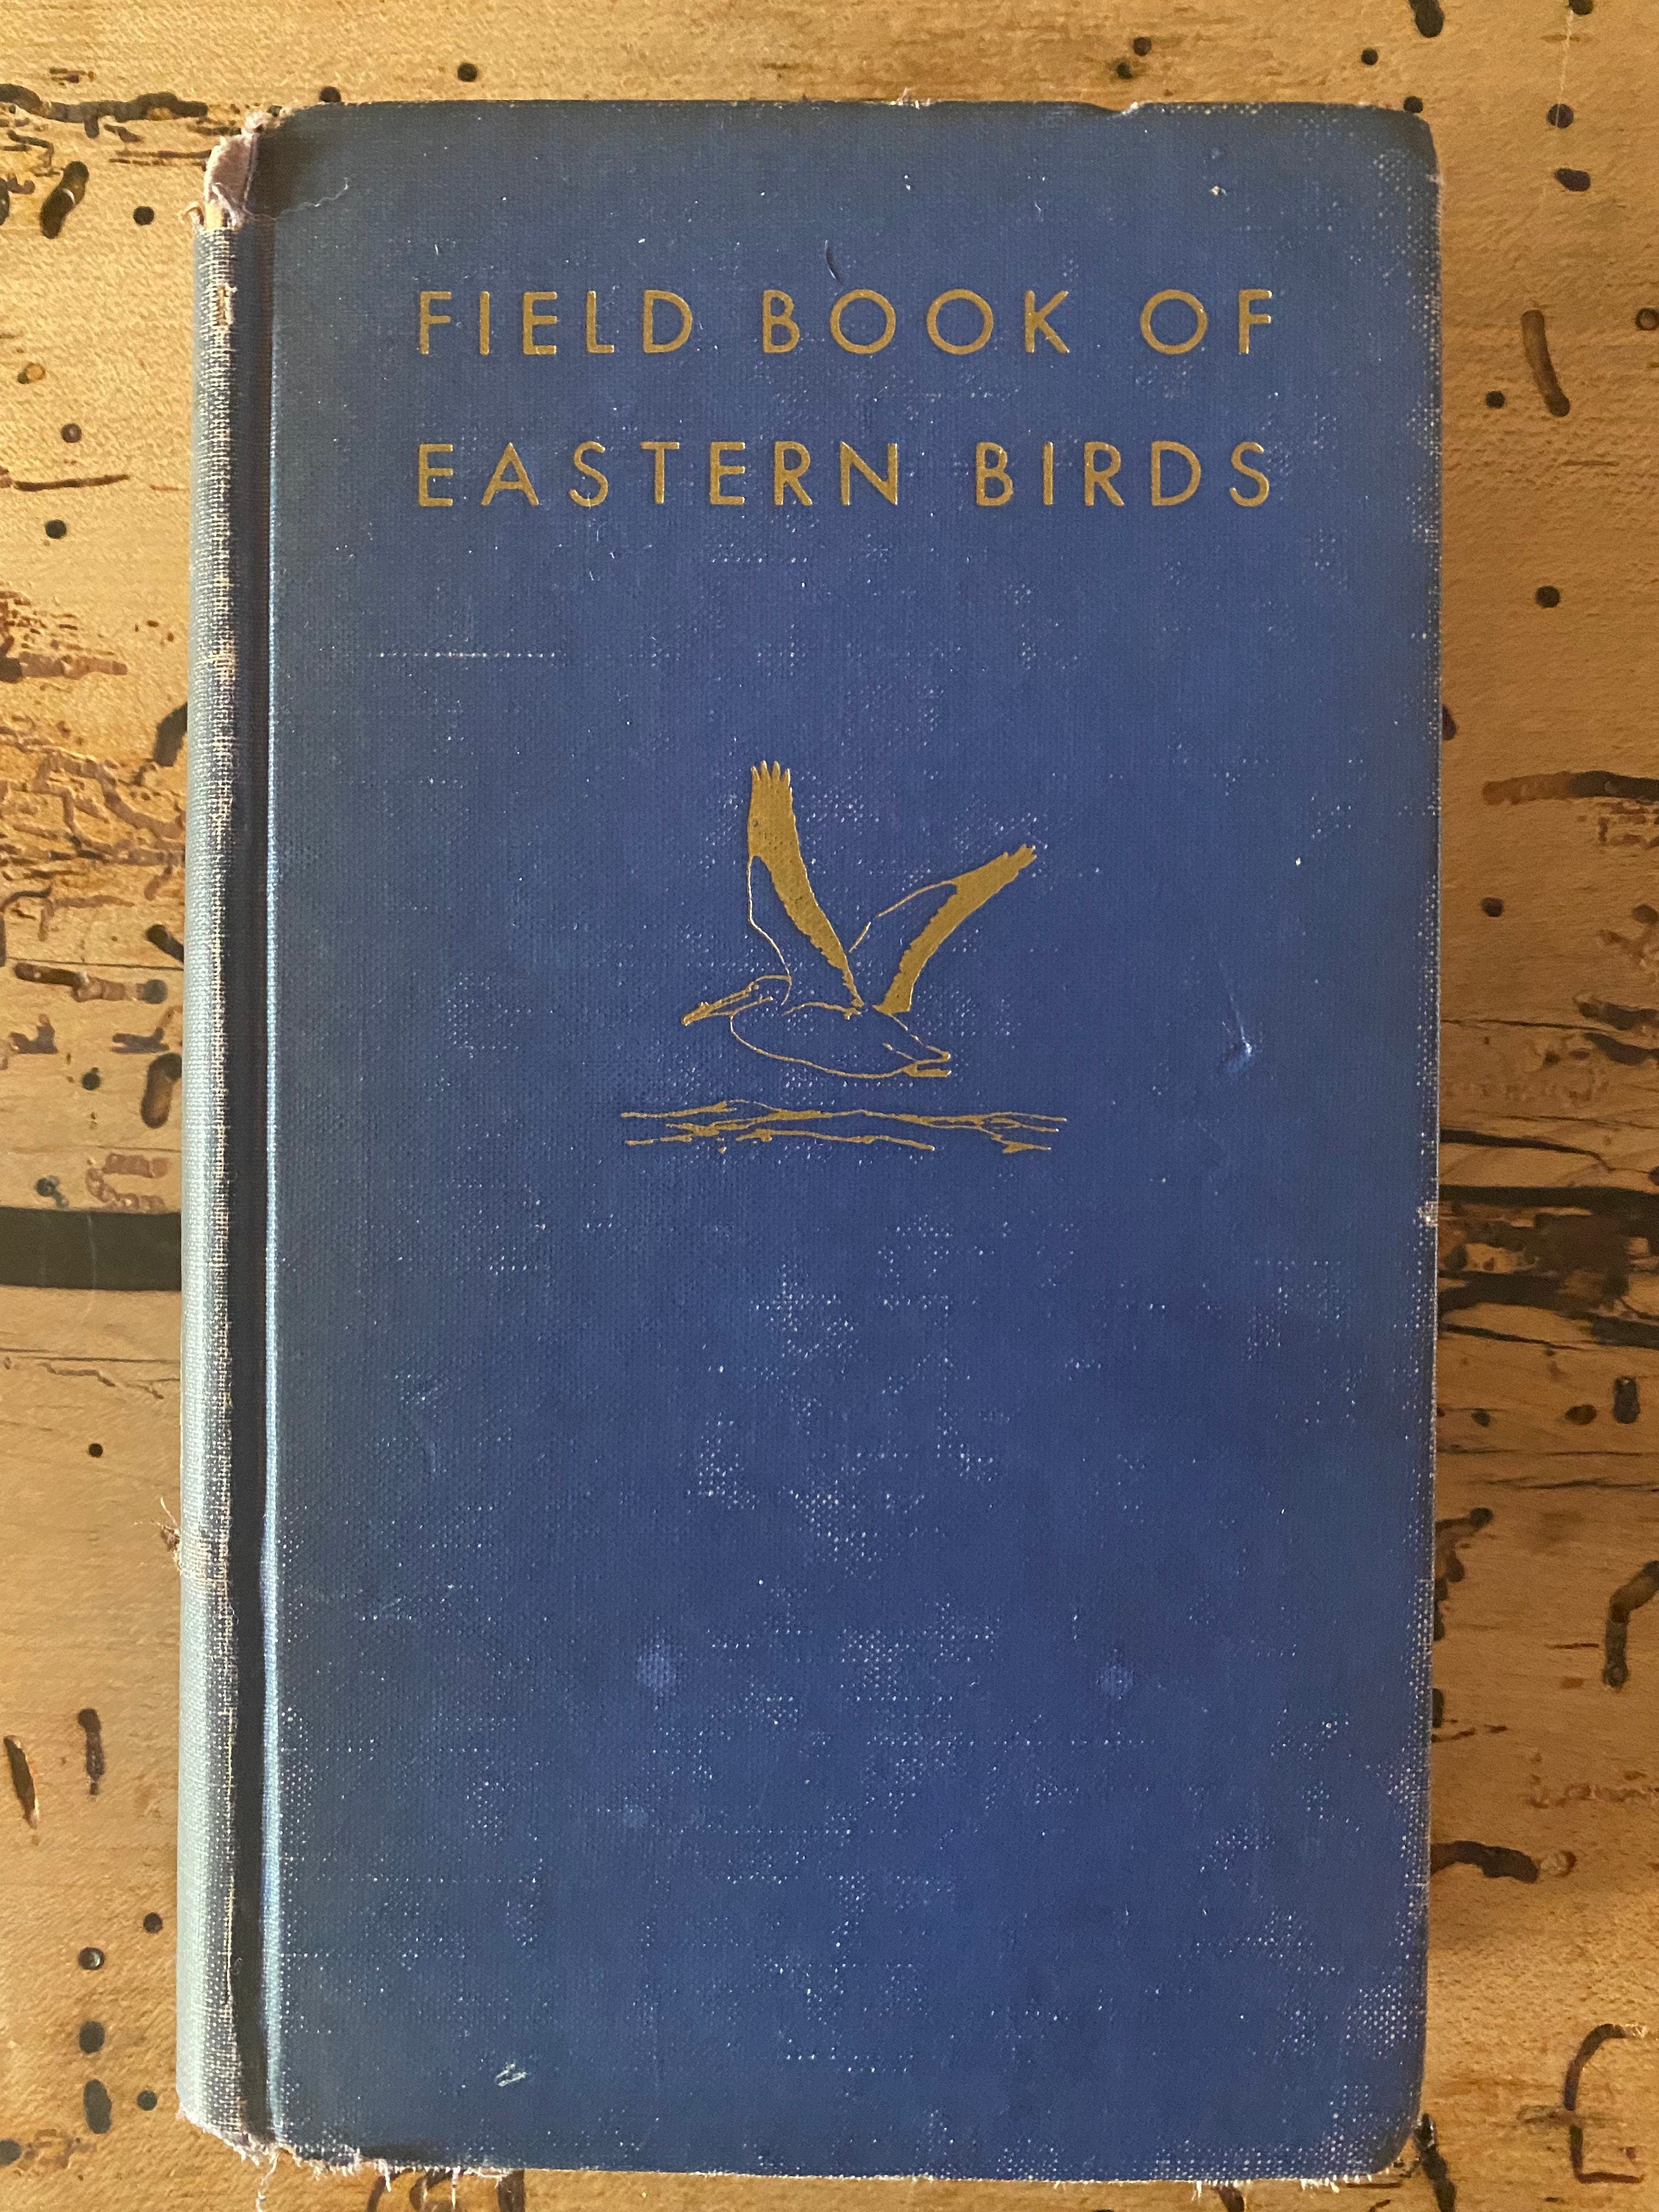 FIELD BOOK OF
EASTERN BIRDS